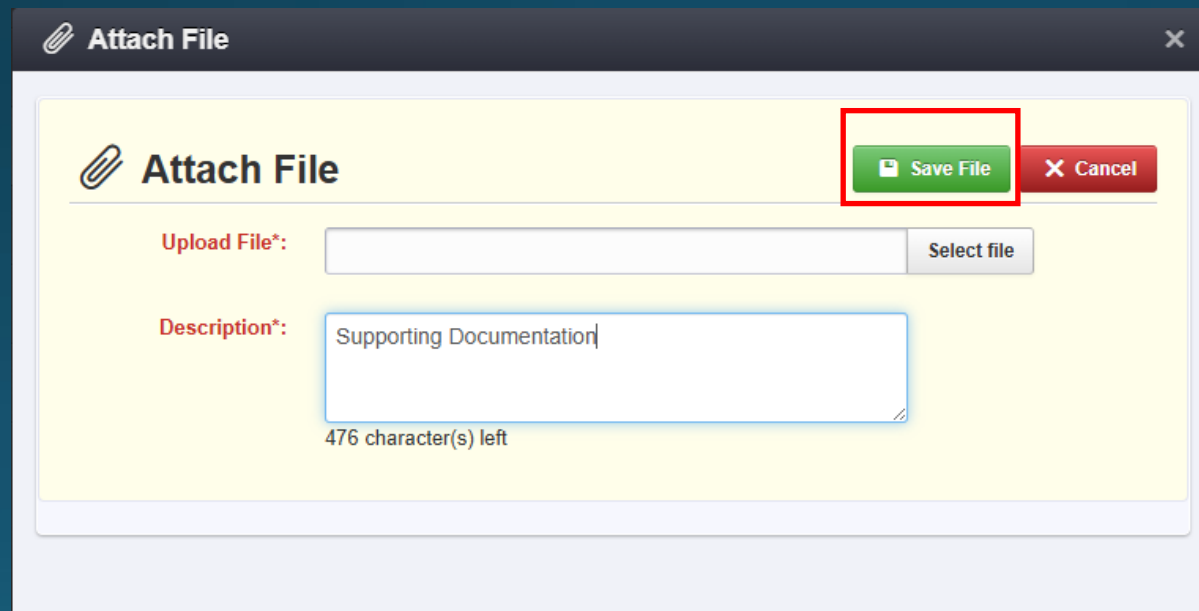 Attach File
Attach File
Save File
Cancel
Upload File*:
Select file
Description*:
Supporting Documentation
476 character(s) left